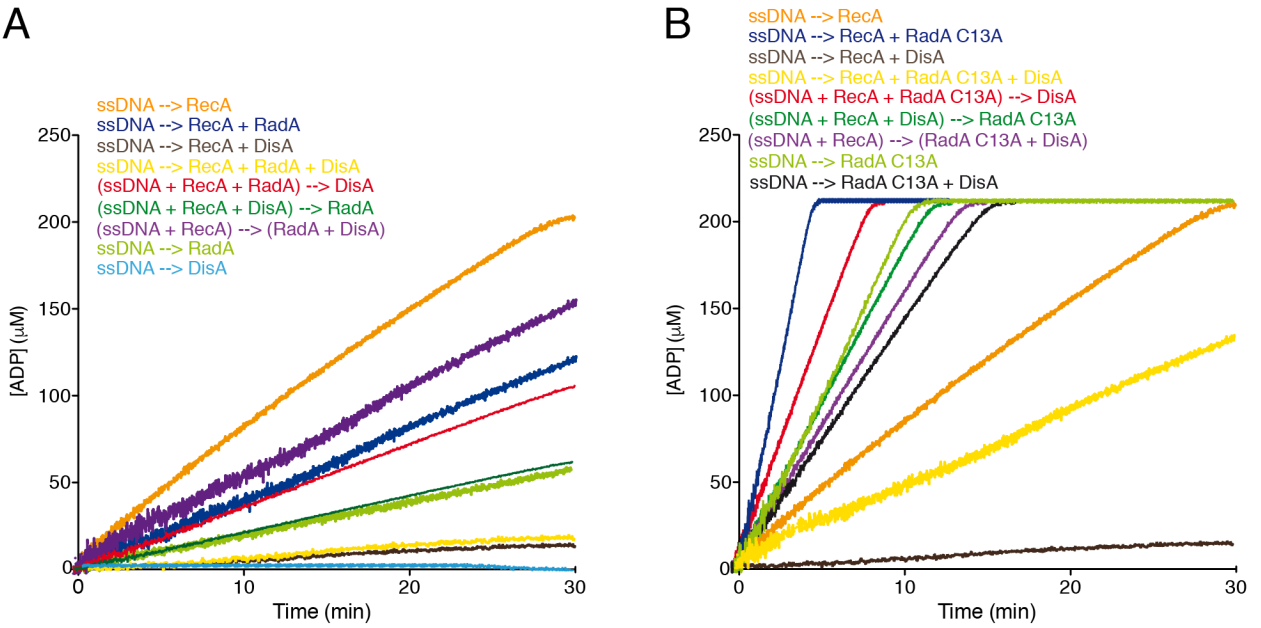 A
ssDNA --> RecA
ssDNA --> RecA + RadA
ssDNA --> RecA + DisA
ssDNA --> RecA + RadA + DisA
(ssDNA + RecA + RadA) --> DisA
(ssDNA + RecA + DisA) --> RadA
(ssDNA + RecA) --> (RadA + DisA)
ssDNA --> RadA
ssDNA --> DisA
250
200
150
100
50
0
[ADP] (μM)
0 10 20 30
Time (min)
B
ssDNA --> RecA
ssDNA --> RecA + RadA C13A
ssDNA --> RecA + DisA
ssDNA --> RecA + RadA C13A + DisA
(ssDNA + RecA + RadA C13A) --> DisA
(ssDNA + RecA + DisA) --> RadA C13A
(ssDNA + RecA) --> (RadA C13A + DisA)
ssDNA --> RadA C13A
ssDNA --> RadA C13A + DisA
250
200
150
100
50
0
[ADP] (μM)
0 10 20 30
Time (min)